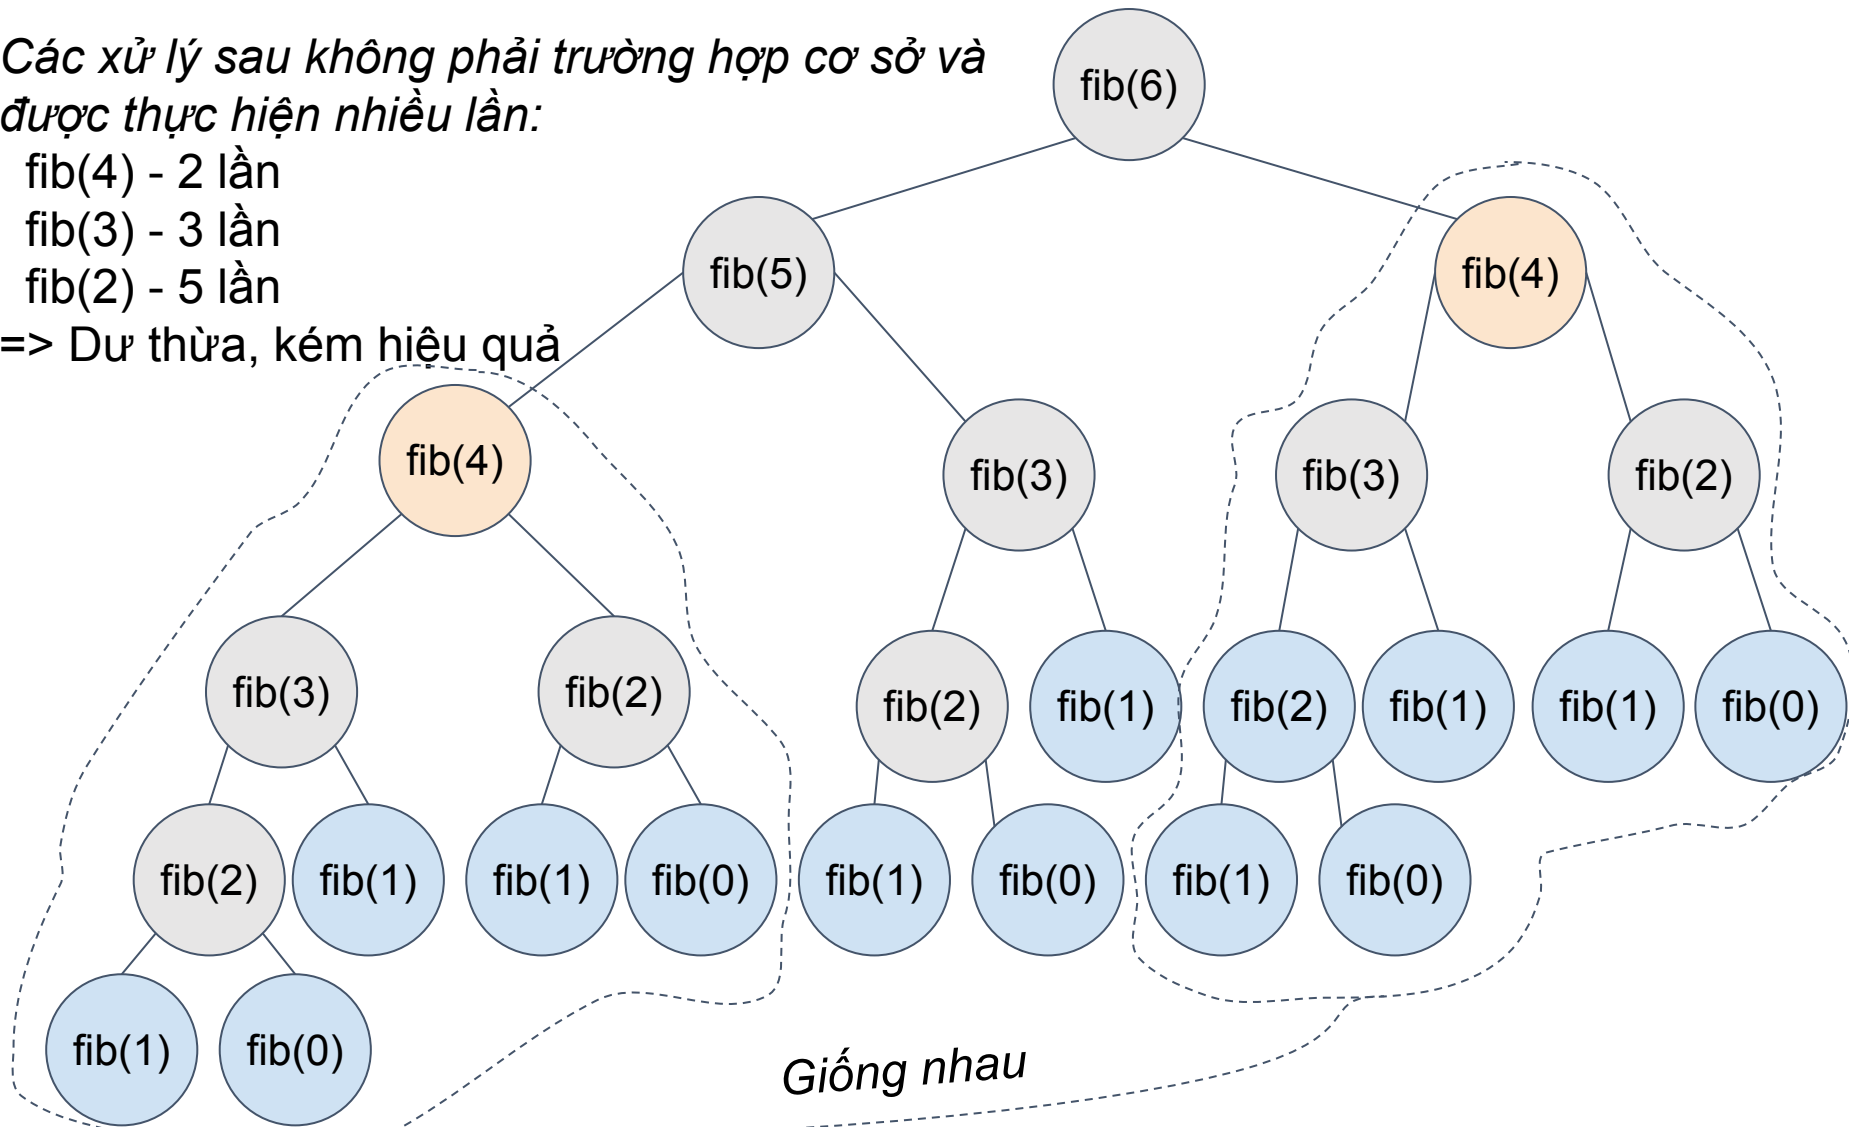 Các xử lý sau không phải trường hợp cơ sở và
được thực hiện nhiều lần:
fib(4) - 2 lần
fib(3) - 3 lần
fib(2) - 5 lần
=> Dư thừa, kém hiệu quả
fib(6)
fib(5)
fib(4)
fib(4)
fib(3)
fib(3)
fib(2)
fib(3)
fib(2)
fib(2)
fib(1)
fib(2)
fib(1)
fib(1)
fib(0)
fib(2)
fib(1)
fib(1)
fib(0)
fib(1)
fib(0)
fib(1)
fib(0)
fib(1)
fib(0)
Giống nhau